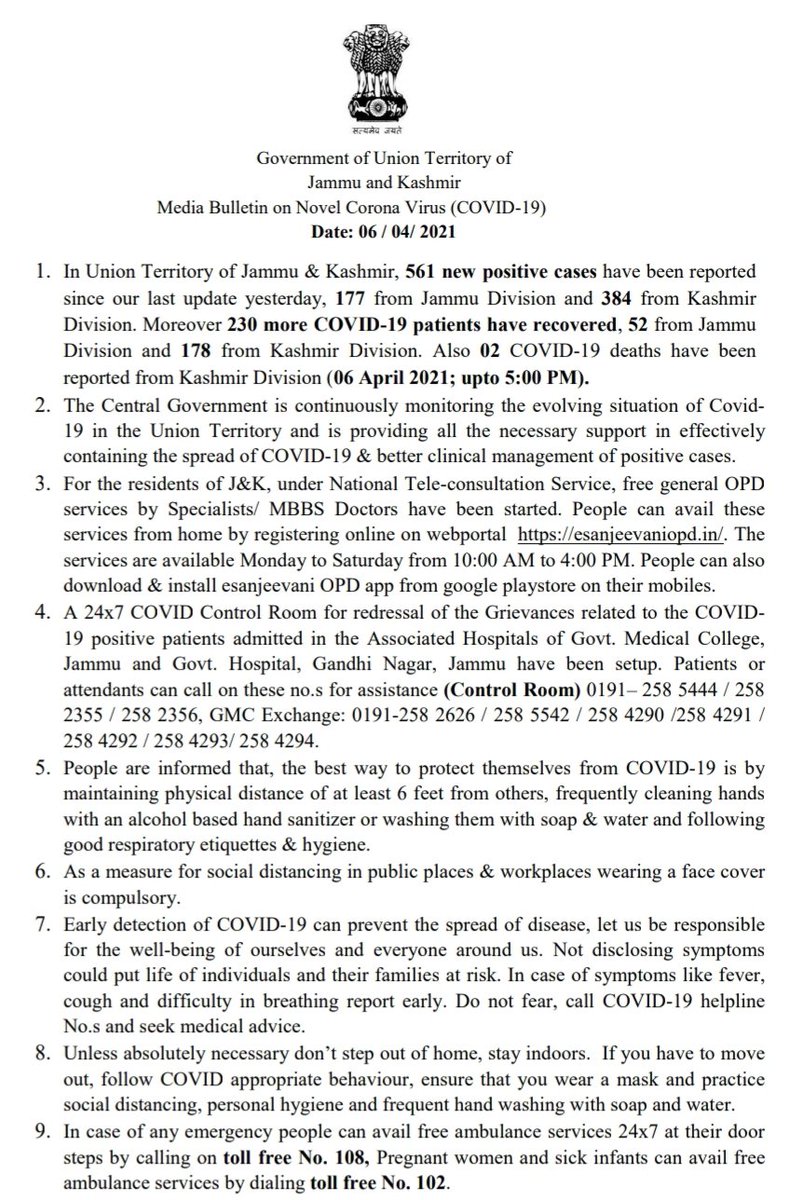 सत्यमेव जयते
Government of Union Territory of
Jammu and Kashmir
Media Bulletin on Novel Corona Virus (COVID-19)
Date: 06 / 04/ 2021
1. In Union Territory of Jammu & Kashmir, 561 new positive cases have been reported
since our last update yesterday, 177 from Jammu Division and 384 from Kashmir
Division. Moreover 230 more COVID-19 patients have recovered, 52 from Jammu
Division and 178 from Kashmir Division. Also 02 COVID-19 deaths have been
reported from Kashmir Division (06 April 2021; upto 5:00 PM).
2. The Central Government is continuously monitoring the evolving situation of Covid-
19 in the Union Territory and is providing all the necessary support in effectively
containing the spread of COVID-19 & better clinical management of positive cases.
3. For the residents of J&K, under National Tele-consultation Service, free general OPD
services by Specialists/ MBBS Doctors have been started. People can avail these
services from home by registering online on webportal https://esanjeevaniopd.in/. The
services are available Monday to Saturday from 10:00 AM to 4:00 PM. People can also
download & install esanjeevani OPD app from google playstore on their mobiles.
4. A 24x7 COVID Control Room for redressal of the Grievances related to the COVID-
19 positive patients admitted in the Associated Hospitals of Govt. Medical College,
Jammu and Govt. Hospital, Gandhi Nagar, Jammu have been setup. Patients or
attendants can call on these no.s for assistance (Control Room) 0191– 258 5444 / 258
2355 / 258 2356, GMC Exchange: 0191-258 2626 / 258 5542 / 258 4290 /258 4291 /
258 4292 / 258 4293/ 258 4294.
5. People are informed that, the best way to protect themselves from COVID-19 is by
maintaining physical distance of at least 6 feet from others, frequently cleaning hands
with an alcohol based hand sanitizer or washing them with soap & water and following
good respiratory etiquettes & hygiene.
6. As a measure for social distancing in public places & workplaces wearing a face cover
is compulsory.
7. Early detection of COVID-19 can prevent the spread of disease, let us be responsible
for the well-being of ourselves and everyone around us. Not disclosing symptoms
could put life of individuals and their families at risk. In case of symptoms like fever,
cough and difficulty in breathing report early. Do not fear, call COVID-19 helpline
No.s and seek medical advice.
8. Unless absolutely necessary don’t step out of home, stay indoors. If you have to move
out, follow COVID appropriate behaviour, ensure that you wear a mask and practice
social distancing, personal hygiene and frequent hand washing with soap and water.
9. In case of any emergency people can avail free ambulance services 24x7 at their door
steps by calling on toll free No. 108, Pregnant women and sick infants can avail free
ambulance services by dialing toll free No. 102.